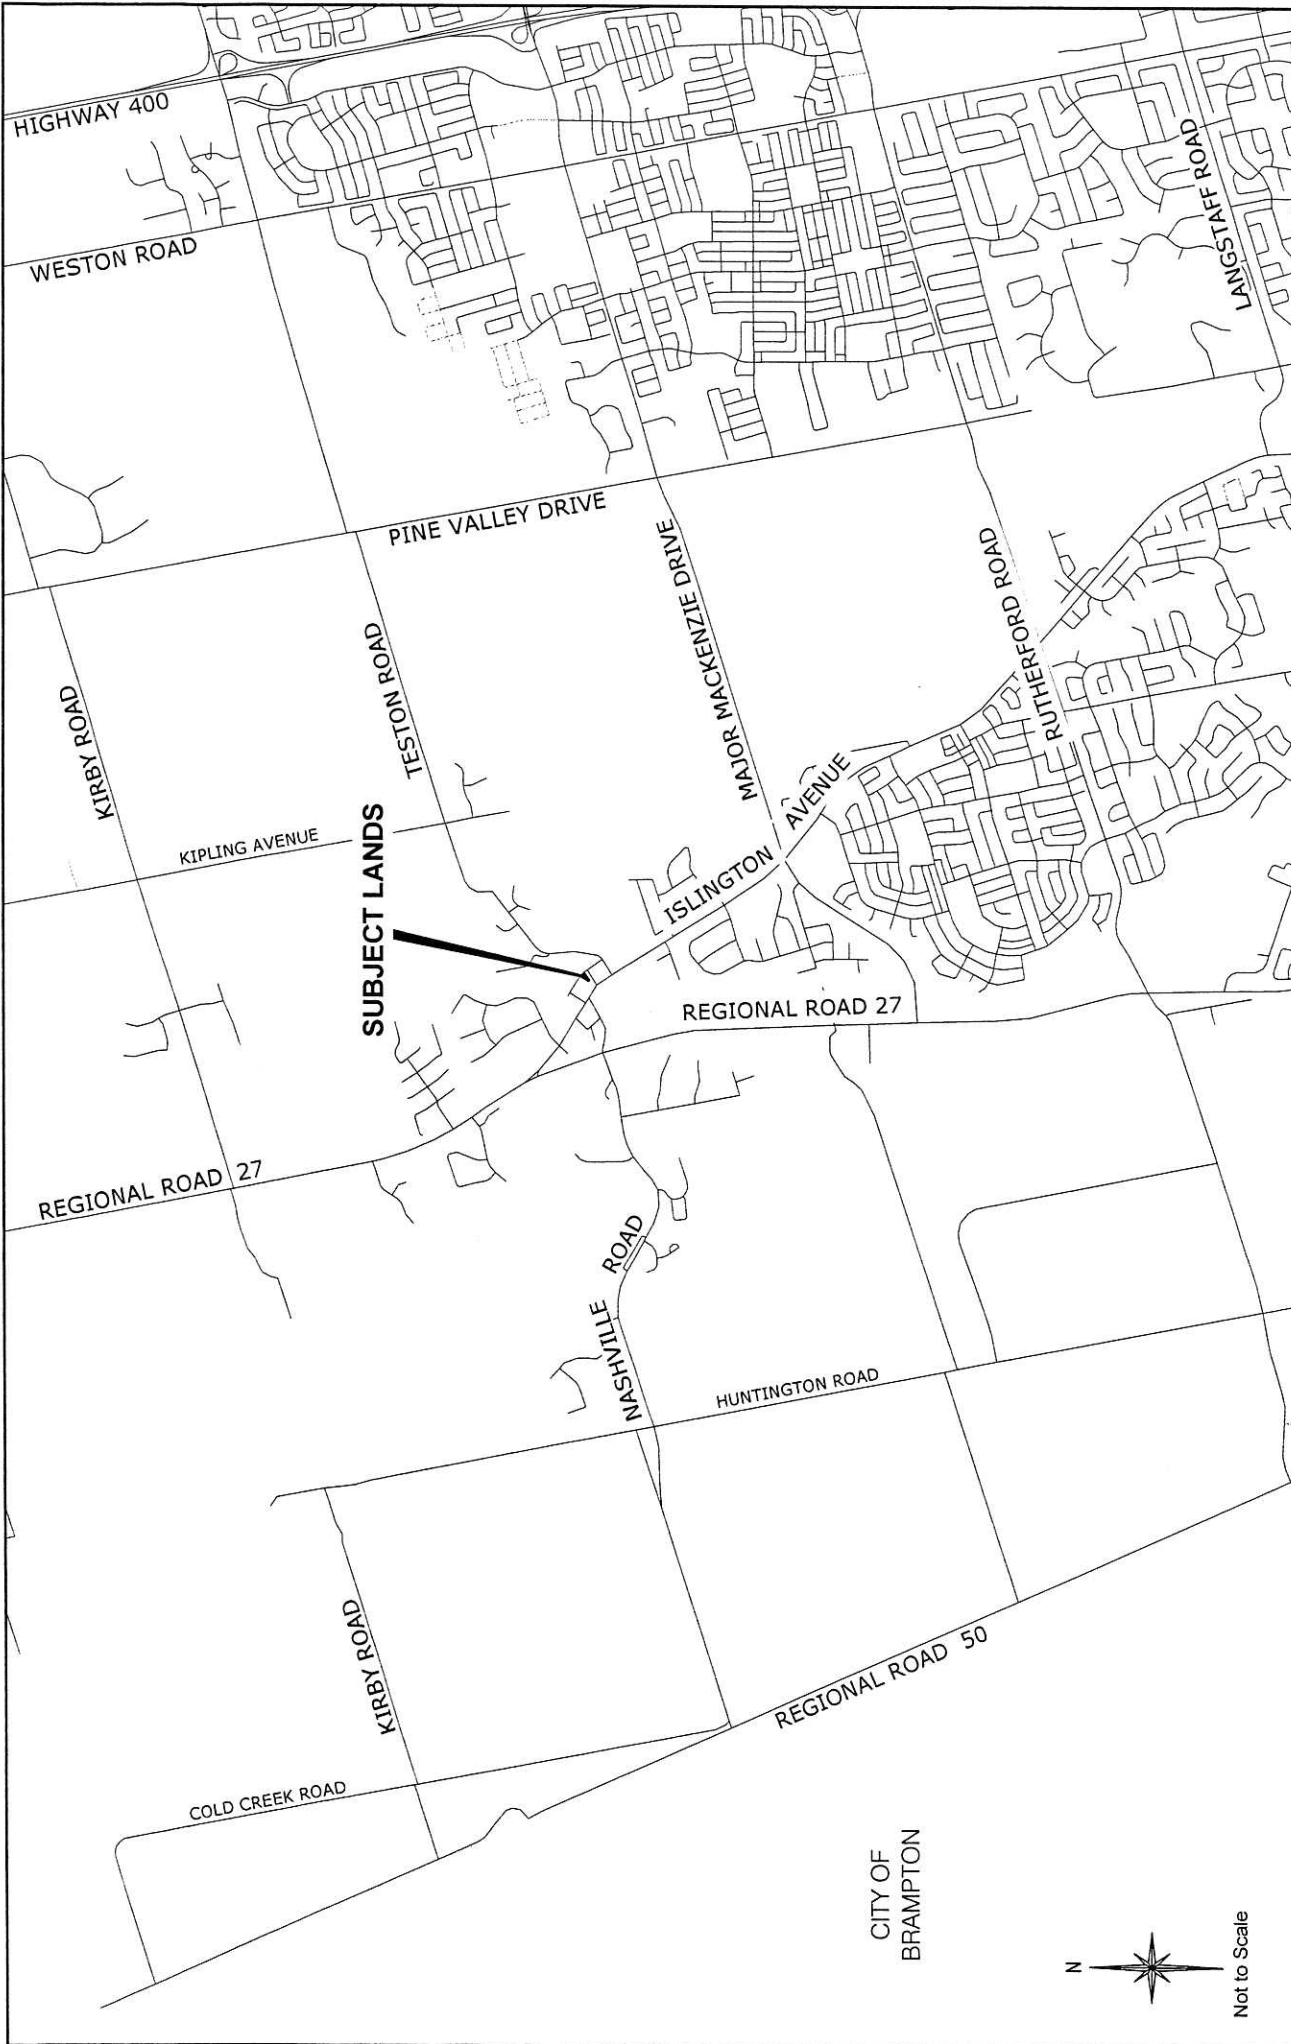 HIGHWAY 400
WESTON ROAD
LANGSTAFF ROAD
PINE VALLEY DRIVE
KIRBY ROAD
TESTON ROAD
MAJOR MACKENZIE DRIVE
RUTHERFORD ROAD
KIPLING AVENUE
SUBJECT LANDS
ISLINGTON AVENUE
REGIONAL ROAD 27
REGIONAL ROAD 27
NASHVILLE ROAD
HUNTINGTON ROAD
KIRBY ROAD
REGIONAL ROAD 50
COLD CREEK ROAD
CITY OF
BRAMPTON
N
Not to Scale